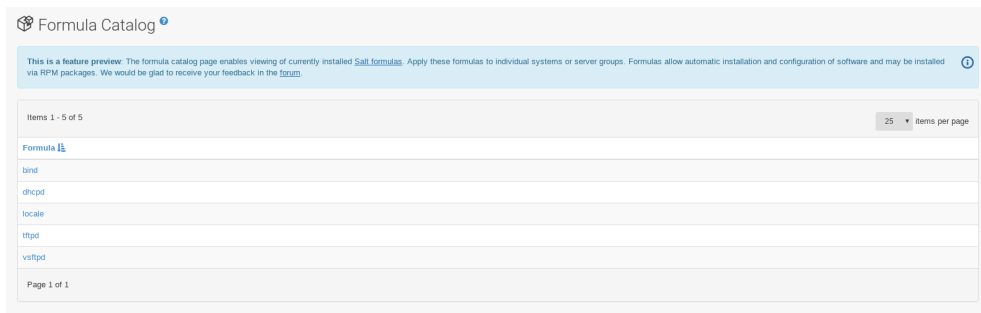 Formula Catalog ?
This is a feature preview: The formula catalog page enables viewing of currently installed Salt formulas. Apply these formulas to individual systems or server groups. Formulas allow automatic installation and configuration of software and may be installed
via RPM packages. We would be glad to receive your feedback in the forum.
Items 1 - 5 of 5
25 items per page
Formula
bind
dhcpd
locale
tftpd
vsftpd
Page 1 of 1